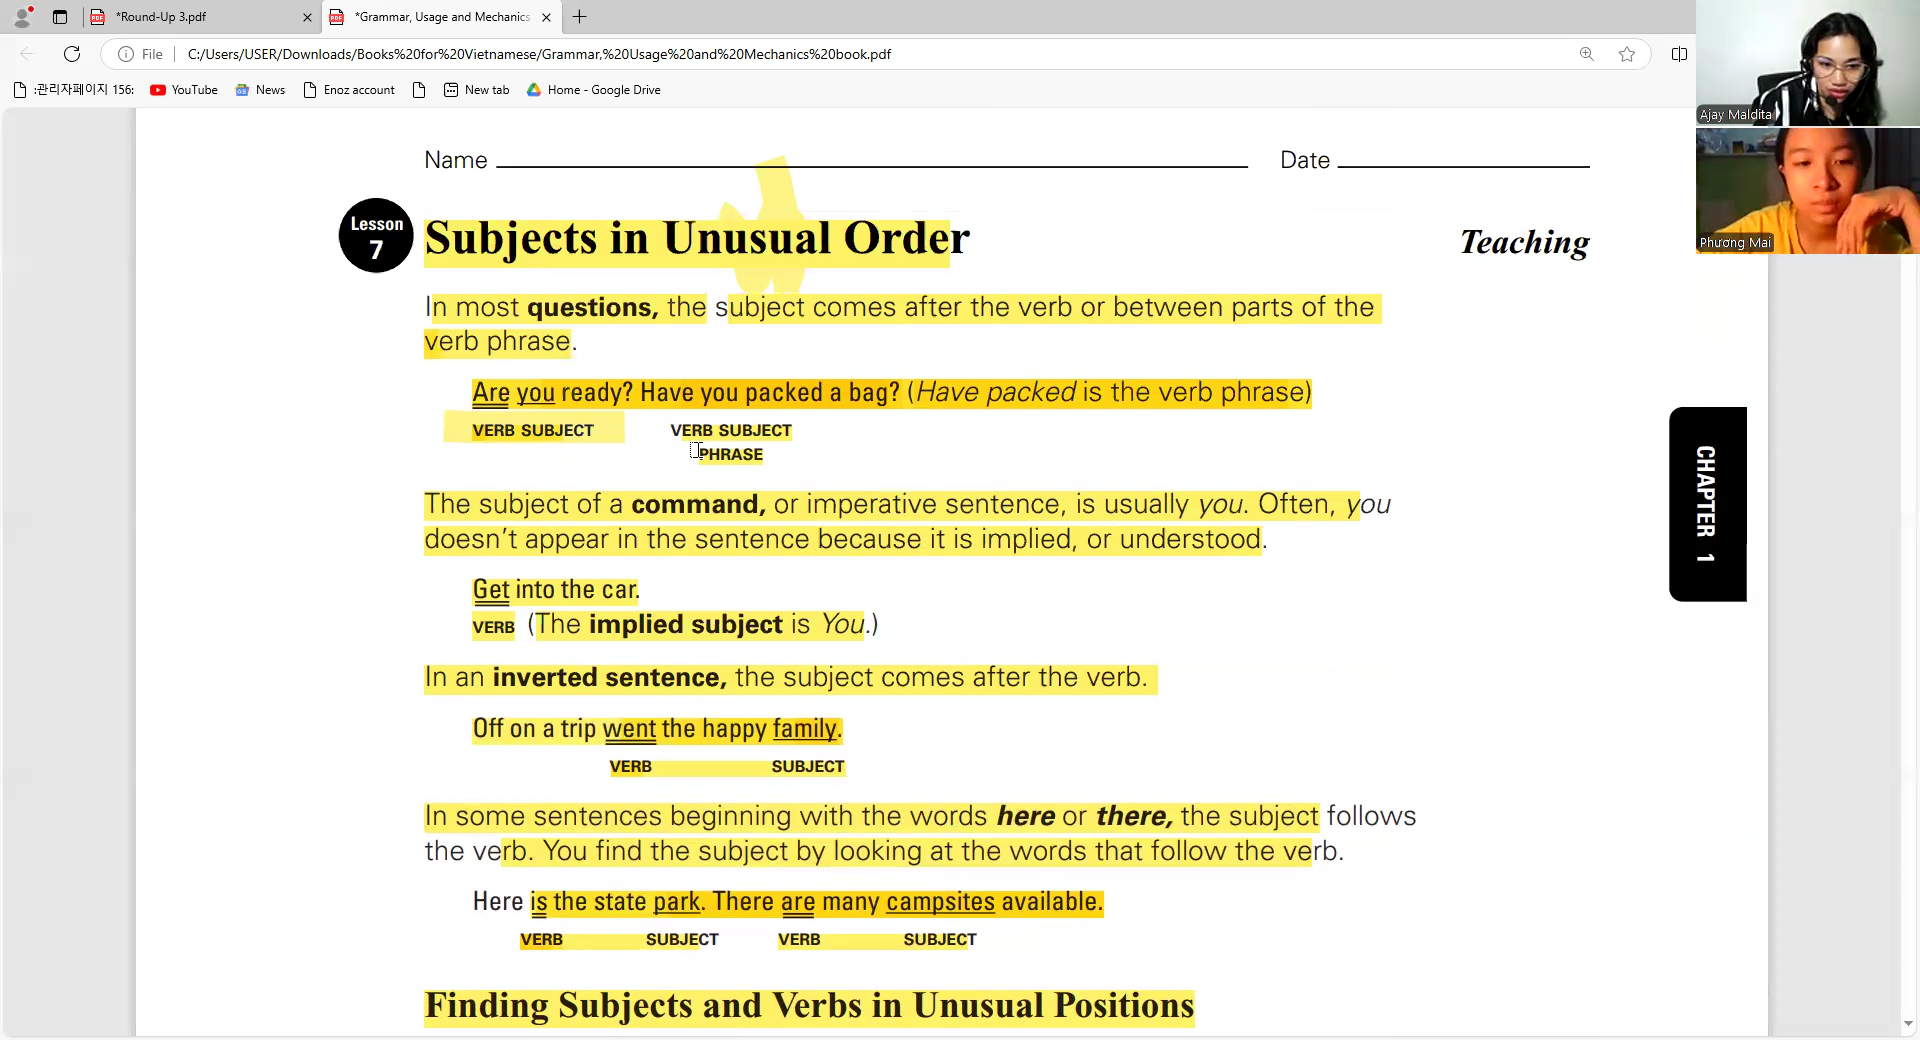 *Round-Up 3.pdf
*Grammar, Usage and Mechanics
File
C:/Users/USER/Downloads/Books%20for%20Vietnamese/Grammar,%20Usage%20and%20Mechanics%20book.pdf
:관리자페이지 156:
YouTube
News
Enoz account
New tab
Home - Google Drive
Ajay Maldita
Phương Mai
Name
Date
Lesson
7
Subjects in Unusual Order
Teaching
In most questions, the subject comes after the verb or between parts of the
verb phrase.
Are you ready? Have you packed a bag? (Have packed is the verb phrase)
VERB SUBJECT VERB SUBJECT
PHRASE
The subject of a command, or imperative sentence, is usually you. Often, you
doesn't appear in the sentence because it is implied, or understood.
Get into the car.
VERB (The implied subject is You.)
In an inverted sentence, the subject comes after the verb.
Off on a trip went the happy family.
VERB SUBJECT
In some sentences beginning with the words here or there, the subject follows
the verb. You find the subject by looking at the words that follow the verb.
Here is the state park. There are many campsites available.
VERB SUBJECT VERB SUBJECT
Finding Subjects and Verbs in Unusual Positions
CHAPTER 1